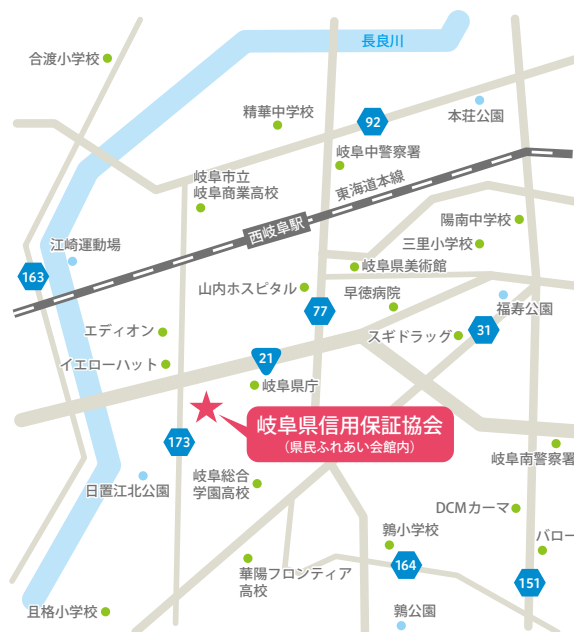 長良川
合渡小学校
精華中学校
92
本荘公園
岐阜中警察署
岐阜市立
岐阜商業高校
東海道本線
陽南中学校
西岐阜駅
江崎運動場
三里小学校
163
岐阜県美術館
山内ホスピタル
早徳病院
福寿公園
77
エディオン
スギドラッグ
31
イエローハット
21
岐阜県庁
岐阜県信用保証協会
(県民ふれあい会館内)
173
岐阜南警察署
岐阜総合
学園高校
日置江北公園
DCMカーマ
鶉小学校
バロー
164
華陽フロンティア
高校
151
且格小学校
鶉公園